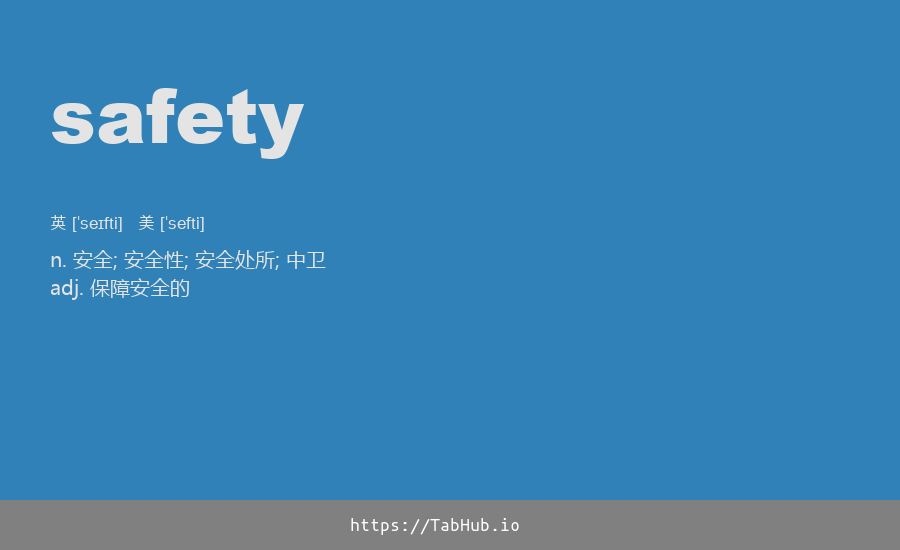 safety
英 [ˈseɪfti] 美 [ˈsefti]
n. 安全; 安全性; 安全处所; 中卫
adj. 保障安全的
https://TabHub.io